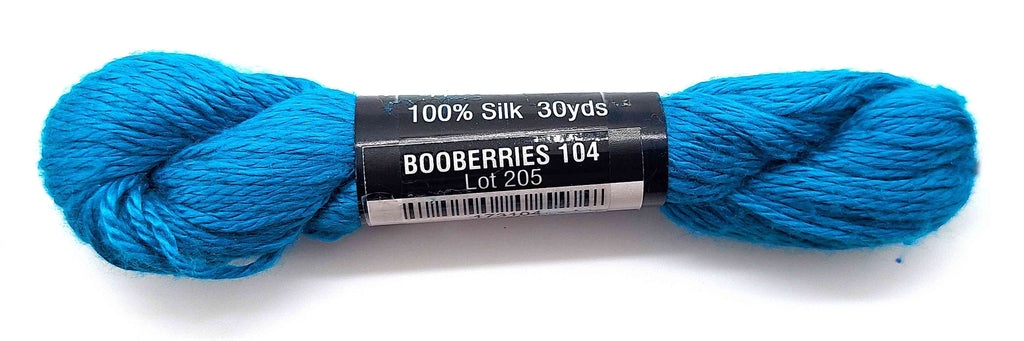 100% Silk 30yds
BOOBERRIES 104
Lot 205